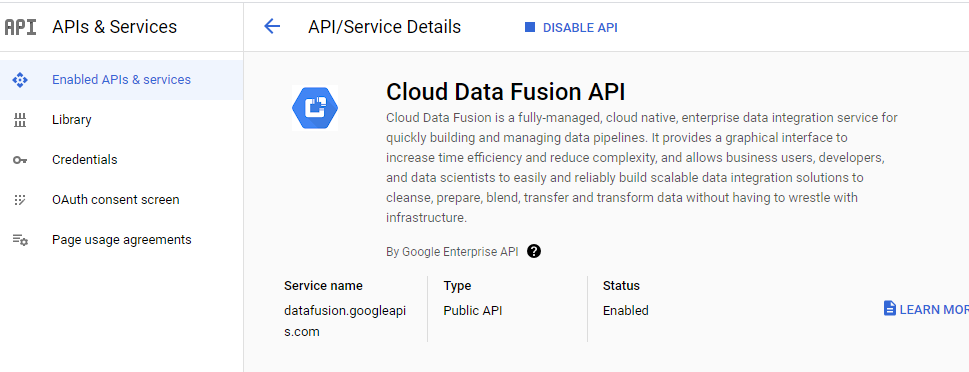 API APIs & Services
API/Service Details
DISABLE API
Enabled APIs & services
Library
Credentials
OAuth consent screen
Page usage agreements
Cloud Data Fusion API
Cloud Data Fusion is a fully-managed, cloud native, enterprise data integration service for
quickly building and managing data pipelines. It provides a graphical interface to
increase time efficiency and reduce complexity, and allows business users, developers,
and data scientists to easily and reliably build scalable data integration solutions to
cleanse, prepare, blend, transfer and transform data without having to wrestle with
infrastructure.
By Google Enterprise API ?
Service name
datafusion.googleapi
s.com
Type
Public API
Status
Enabled
LEARN MOR